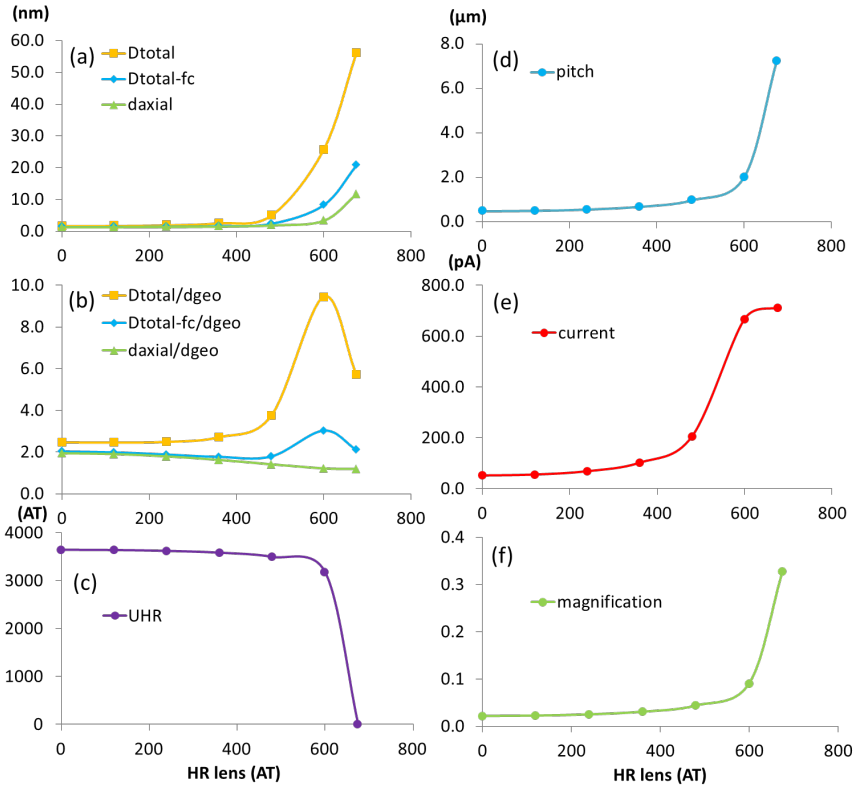 (nm)
60.0
50.0
40.0
30.0
20.0
10.0
0.0
(a)
Dtotal
Dtotal-fc
daxial
0
200
400
600
800
(μm)
8.0
6.0
4.0
2.0
0.0
(d)
pitch
0
200
400
600
800
10.0
8.0
6.0
4.0
2.0
0.0
(b)
Dtotal/dgeo
Dtotal-fc/dgeo
daxial/dgeo
0
200
400
600
800
(pA)
800.0
600.0
400.0
200.0
0.0
(e)
current
0
200
400
600
800
(AT)
4000
3000
2000
1000
0
(c)
UHR
0
200
400
600
800
HR lens (AT)
0.4
0.3
0.2
0.1
0.0
(f)
magnification
0
200
400
600
800
HR lens (AT)